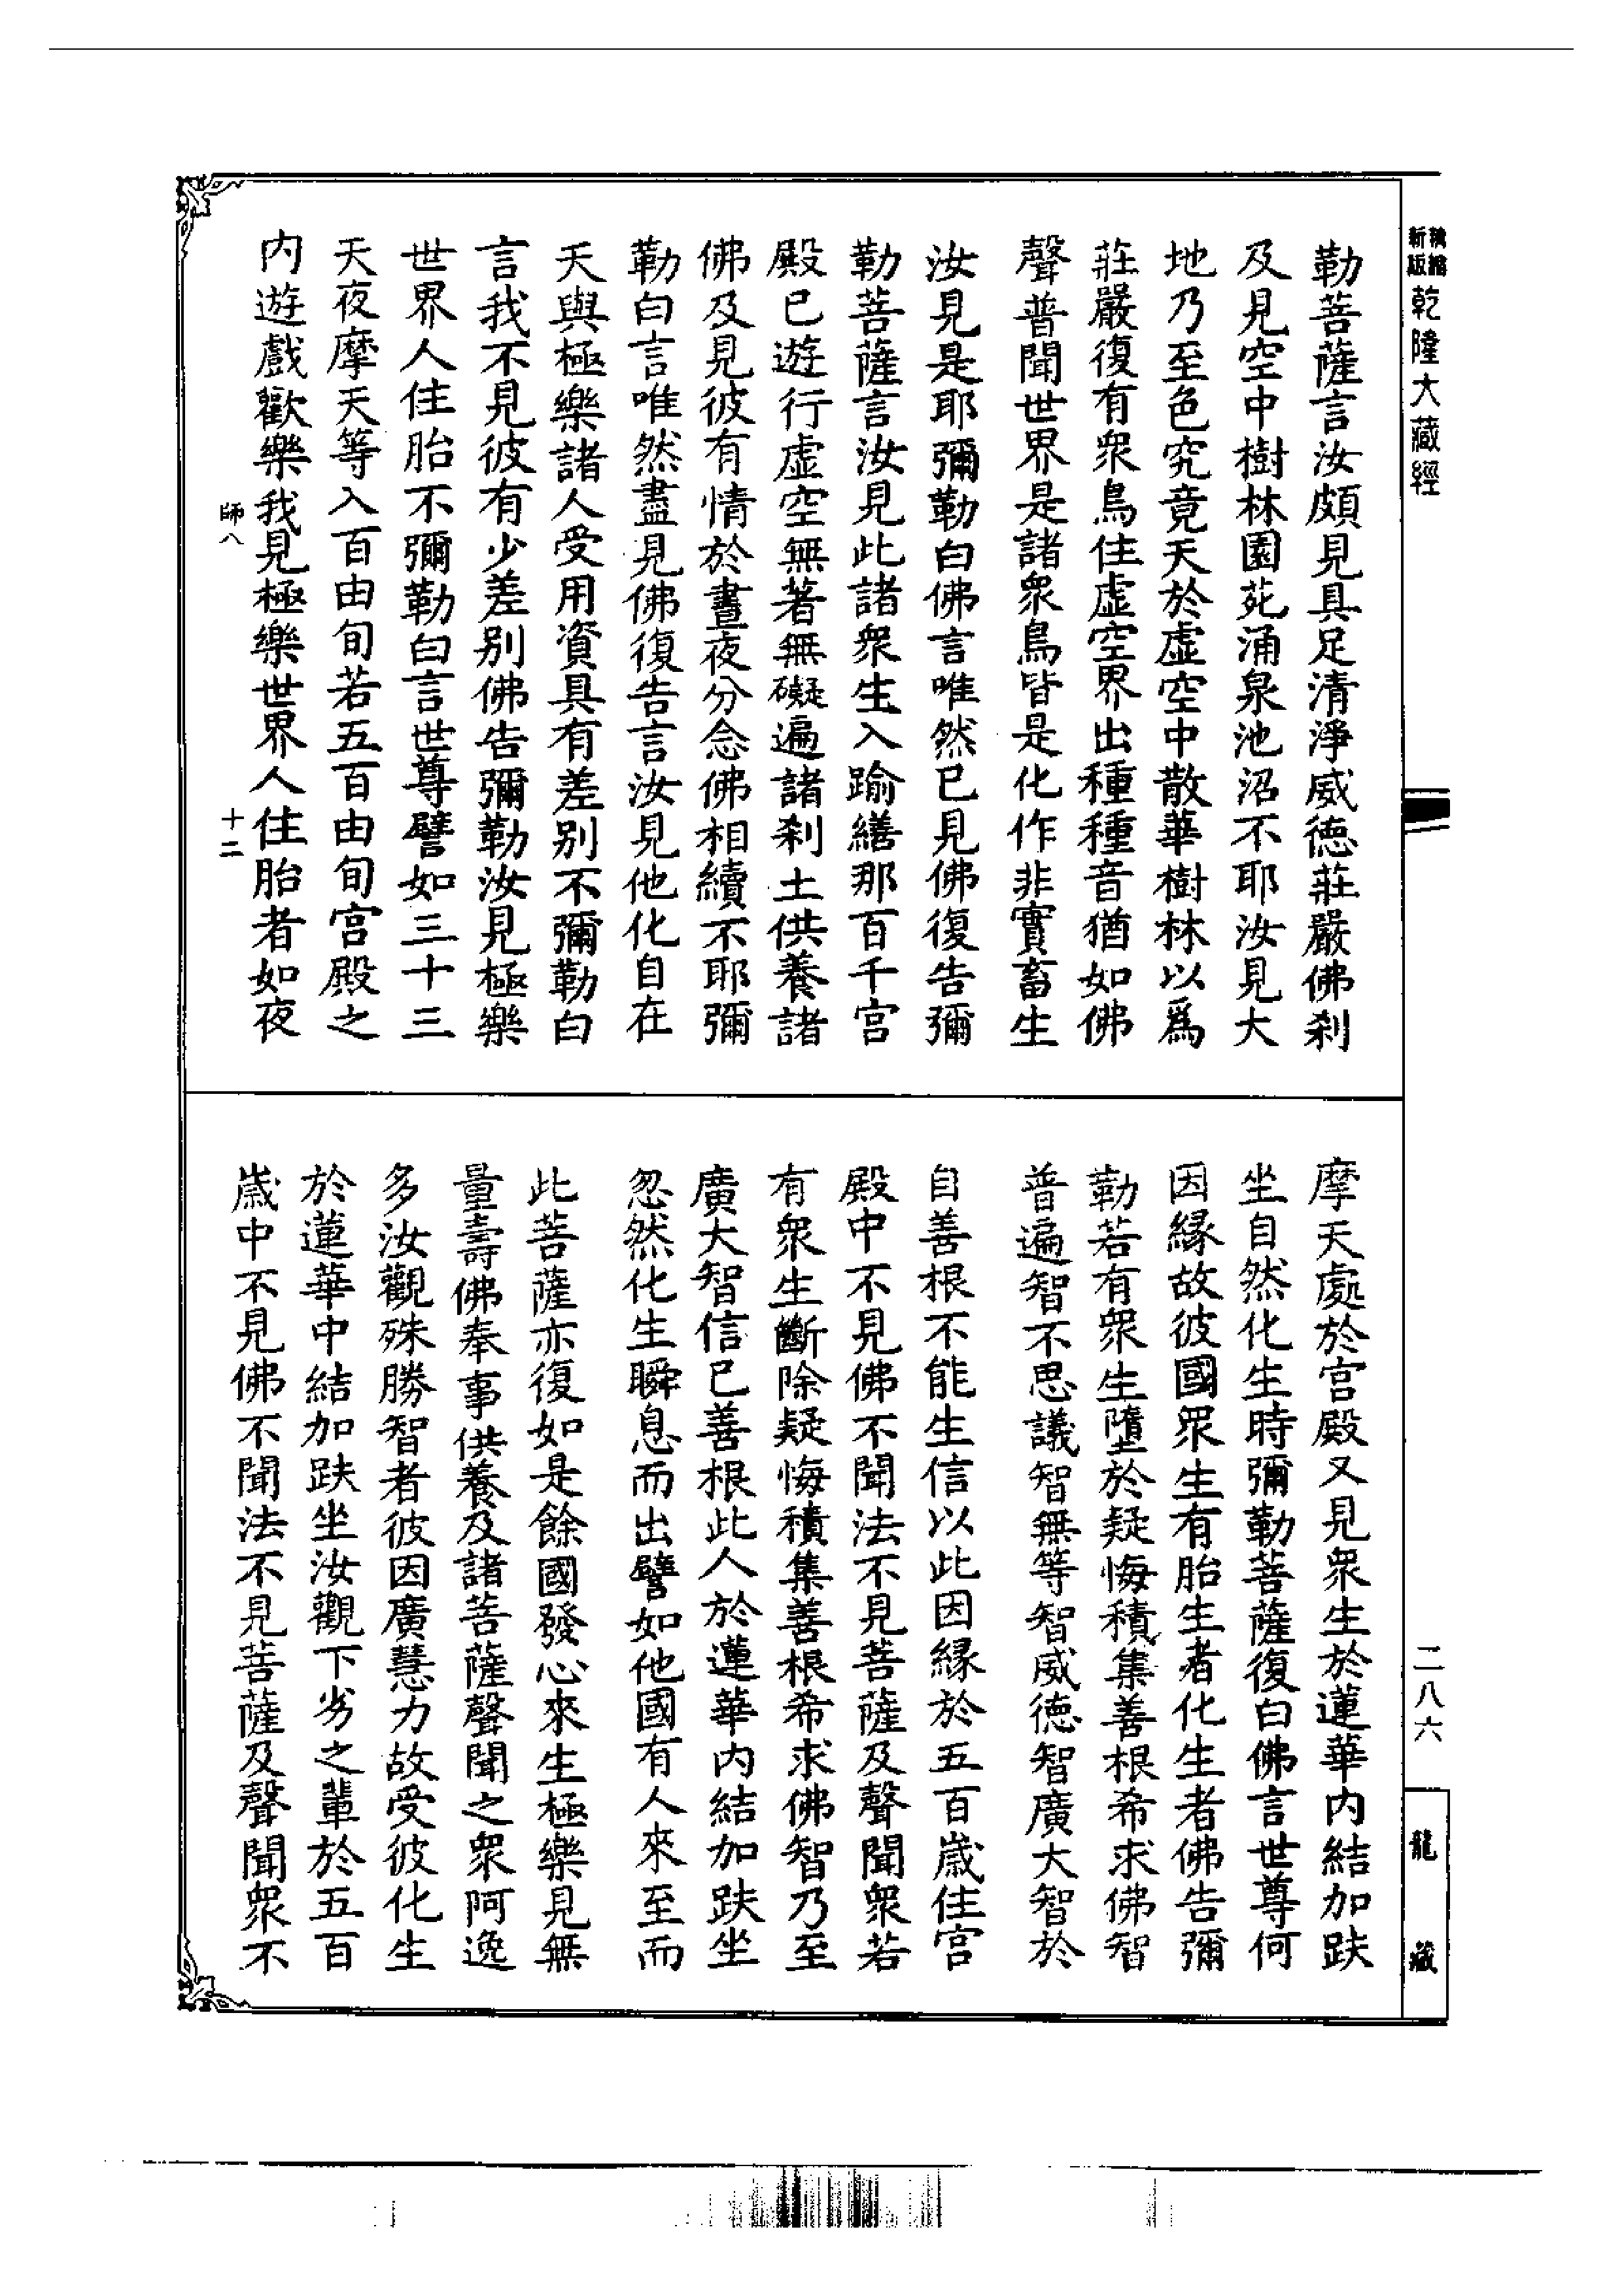 新版精縮乾隆大藏經
勒菩薩言汝頗見具足清淨威德莊嚴佛剎
及見空中樹林園苑涌泉池沼不耶汝見大
地乃至色究竟天於虛空中散華樹林以爲
莊嚴復有衆鳥住虛空界出種種音猶如佛
聲普聞世界是諸衆鳥皆是化作非實畜生
汝見是耶彌勒白佛言唯然已見佛復告彌
勒菩薩言汝見此諸衆生入踰繕那百千宮
殿已遊行虛空無著無礙遍諸剎土供養諸
佛及見彼有情於晝夜分念佛相續不耶彌
勒白言唯然盡見佛復告言汝見他化自在
天與極樂諸人受用資具有差别不彌勒白
言我不見彼有少差别佛告彌勒汝見極樂
世界人住胎不彌勒白言世尊譬如三十三
天夜摩天等入百由旬若五百由旬宮殿之
内遊戲歡樂我見極樂世界人住胎者如夜
師八
十二
摩天處於宮殿又見衆生於蓮華内結加趺
坐自然化生時彌勒菩薩復白佛言世尊何
因緣故彼國衆生有胎生者化生者佛告彌
勒若有衆生墮於疑悔積集善根希求佛智
普遍智不思議智無等智威德智廣大智於
自善根不能生信以此因緣於五百歲住宮
殿中不見佛不聞法不見菩薩及聲聞衆若
有衆生斷除疑悔積集善根希求佛智乃至
廣大智信已善根此人於蓮華内結加趺坐
忽然化生瞬息而出譬如他國有人來至而
此菩薩亦復如是餘國發心來生極樂見無
量壽佛奉事供養及諸菩薩聲聞之衆阿逸
多汝觀殊勝智者彼因廣慧力故受彼化生
於蓮華中結加趺坐汝觀下劣之輩於五百
歲中不見佛不聞法不見菩薩及聲聞衆不
二八六
龍藏